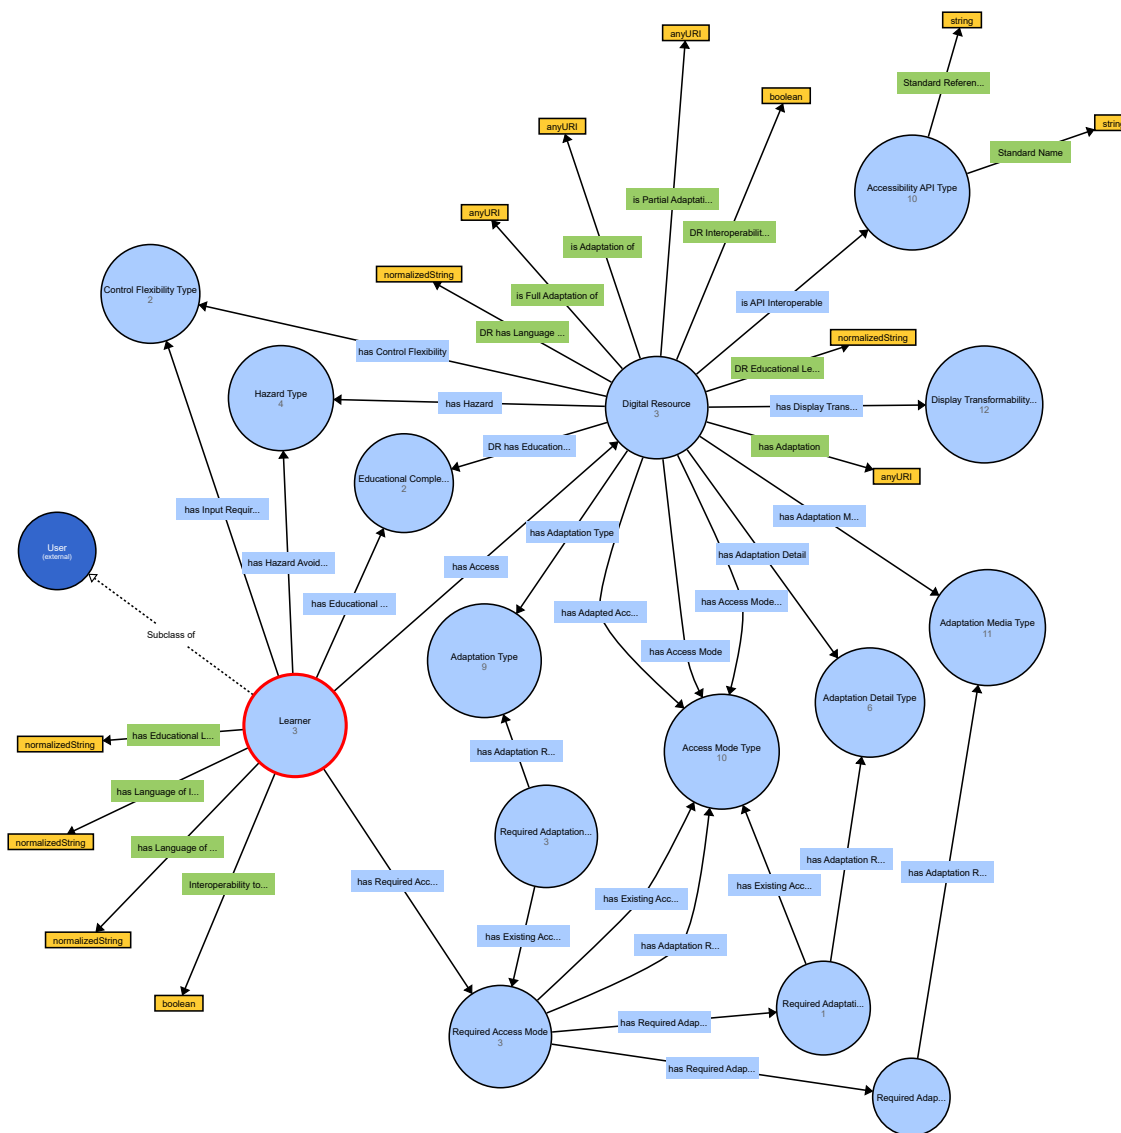 string
anyURI
Standard Referen...
boolean
string
anyURI
Standard Name
Accessibility API Type
10
is Partial Adaptati...
anyURI
DR Interoperabilit...
is Adaptation of
normalizedString
Control Flexibility Type
2
is Full Adaptation of
is API Interoperable
DR has Language ...
normalizedString
has Control Flexibility
DR Educational Le...
Hazard Type
4
has Hazard
Digital Resource
3
has Display Trans...
Display Transformability...
12
DR has Education...
has Adaptation
Educational Comple...
2
anyURI
has Input Requir...
has Adaptation M...
has Adaptation Type
User
(external)
has Adaptation Detail
has Hazard Avoid...
has Access
has Educational ...
has Access Mode...
has Adapted Acc...
Adaptation Media Type
11
Subclass of
has Access Mode
Adaptation Type
9
Adaptation Detail Type
6
Learner
3
has Educational L...
normalizedString
Access Mode Type
10
has Adaptation R...
has Language of I...
Required Adaptation...
3
normalizedString
has Language of ...
has Adaptation R...
has Adaptation R...
has Required Acc...
Interoperability to...
has Existing Acc...
has Existing Acc...
normalizedString
has Existing Acc...
has Adaptation R...
boolean
Required Adaptati...
1
has Required Adap...
Required Access Mode
3
has Required Adap...
Required Adap...